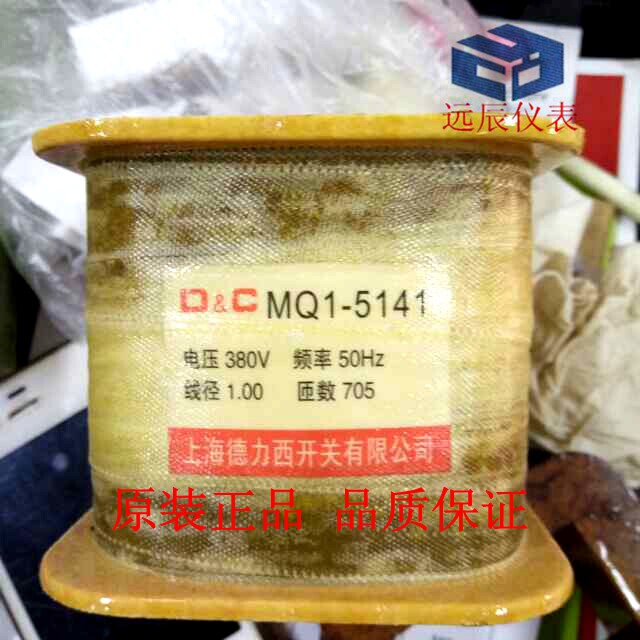 远辰仪表
D&C MQ1-5141
电压 380V 频率 50Hz
线径 1.00 匝数 705
上海德力西开关有限公司
原装正品 品质保证